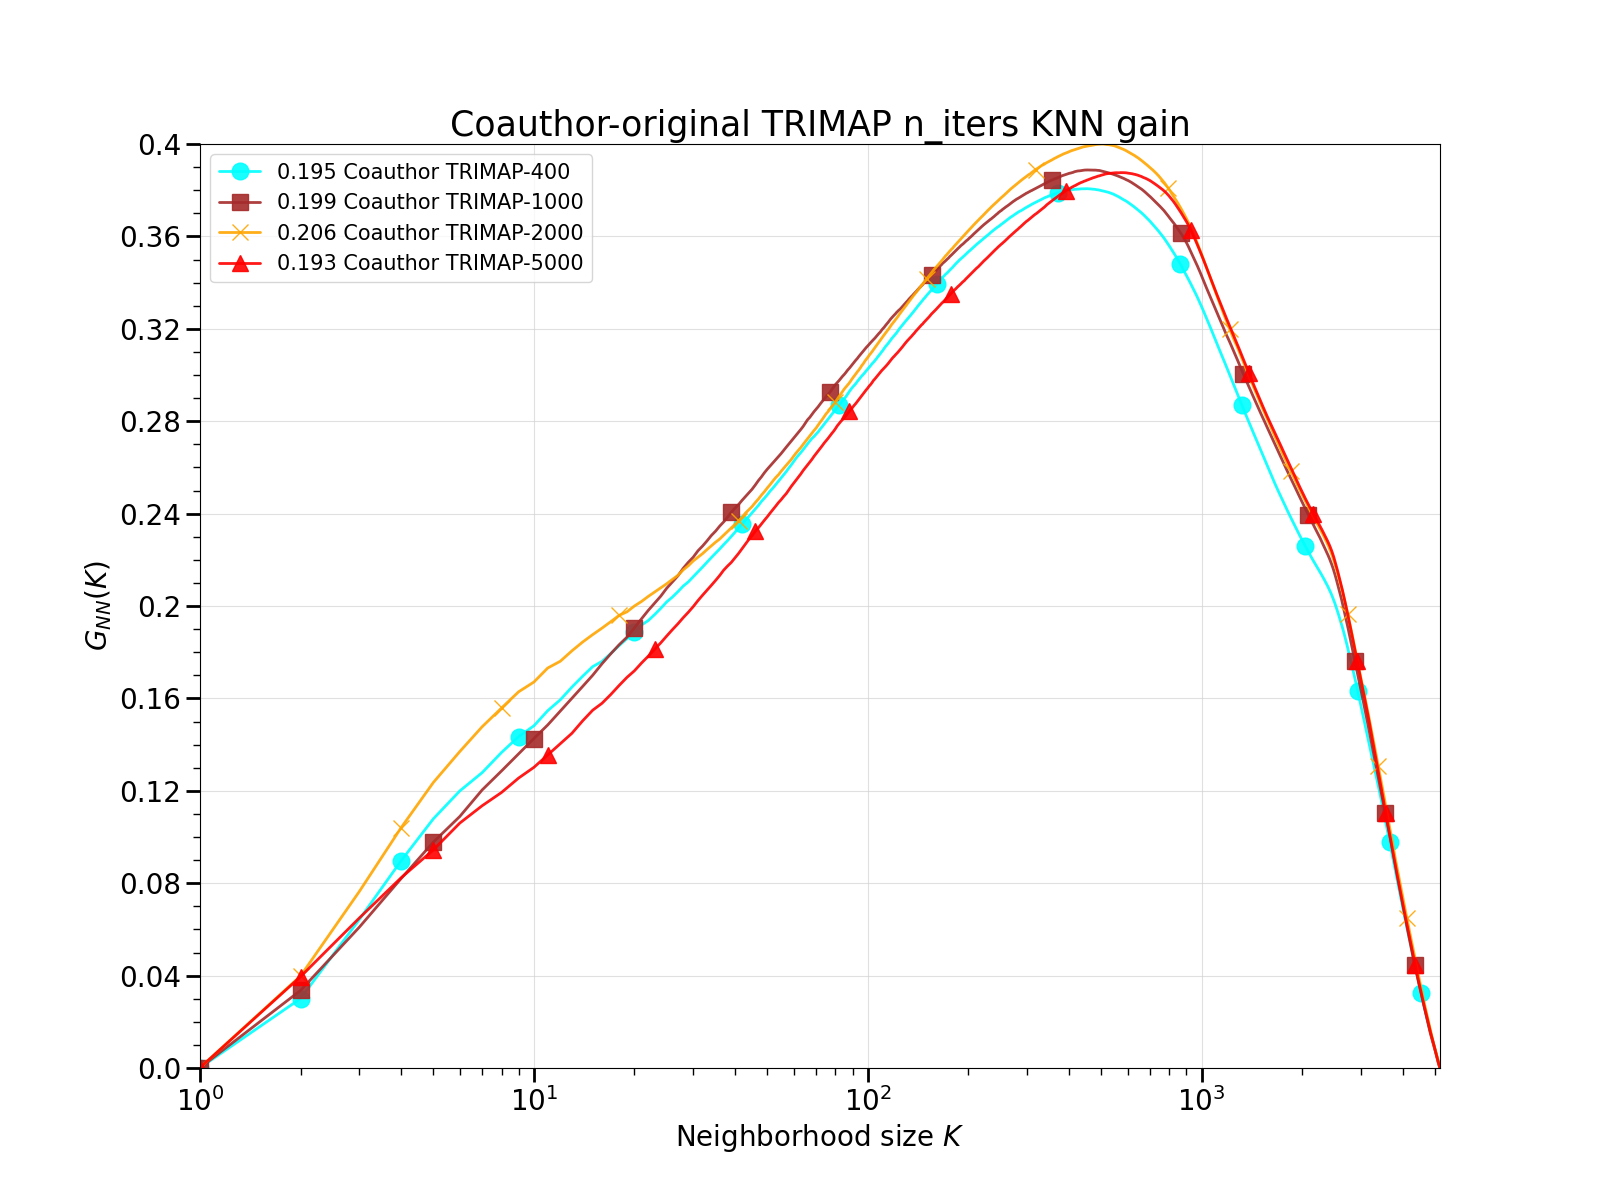 Coauthor-original TRIMAP n_iters KNN gain
0.4
0.36
0.32
0.28
0.24
0.2
0.16
0.12
0.08
0.04
0.0
G_{NN}(K)
0.195 Coauthor TRIMAP-400
0.199 Coauthor TRIMAP-1000
0.206 Coauthor TRIMAP-2000
0.193 Coauthor TRIMAP-5000
10^0 10^1 10^2 10^3
Neighborhood size K